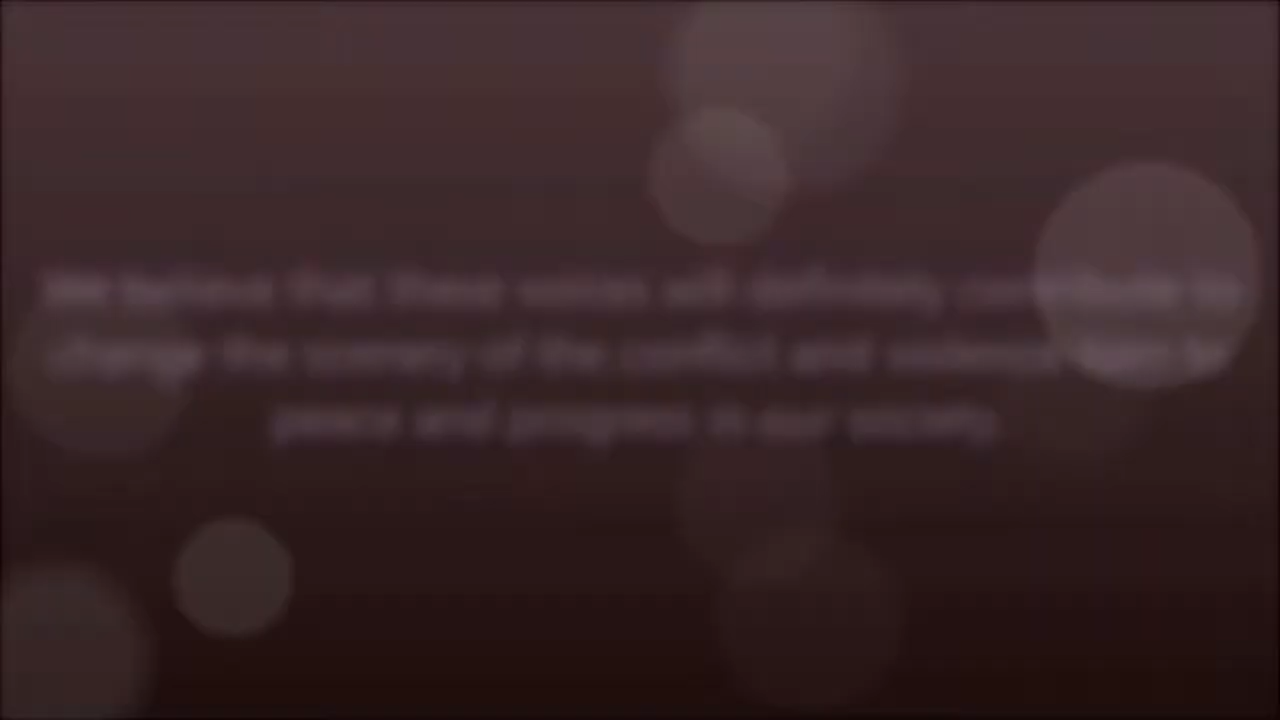 We believe that these voices will definitely contribute to
change the scenery of the conflict and violence into
peace and progress in our society.